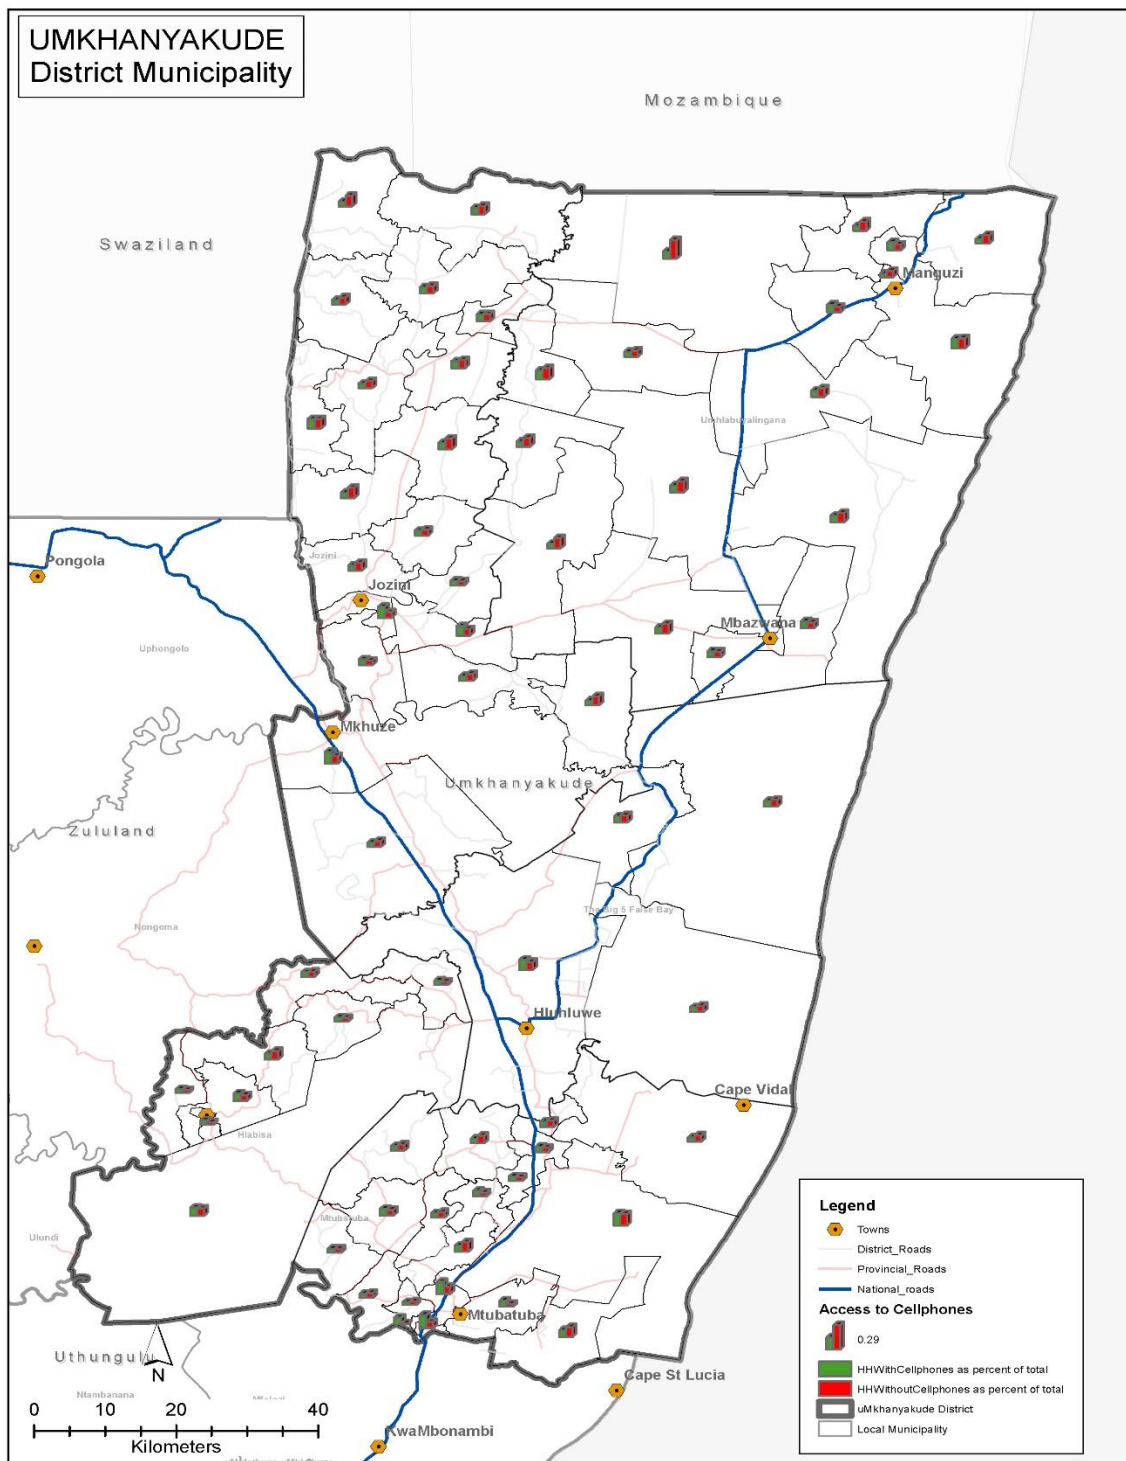 UMKHANYAKUDE
District Municipality
Mozambique
Swaziland
Manguzi
Umhlabuyalingana
Pongola
Jozini
Jozini
Mbazwana
Uphongolo
Mkhuze
Umkhanyakude
Zululand
Nongoma
The Big 5 False Bay
Hluhluwe
Cape Vidal
Hlabisa
Mtubatuba
Ulundi
Mtubatuba
Uthungulu
Cape St Lucia
Ntambanana
KwaMbonambi
N
0 10 20 40
Kilometers
Legend
Towns
District_Roads
Provincial_Roads
National_roads
Access to Cellphones
0.29
HHWithCellphones as percent of total
HHWithoutCellphones as percent of total
uMkhanyakude District
Local Municipality